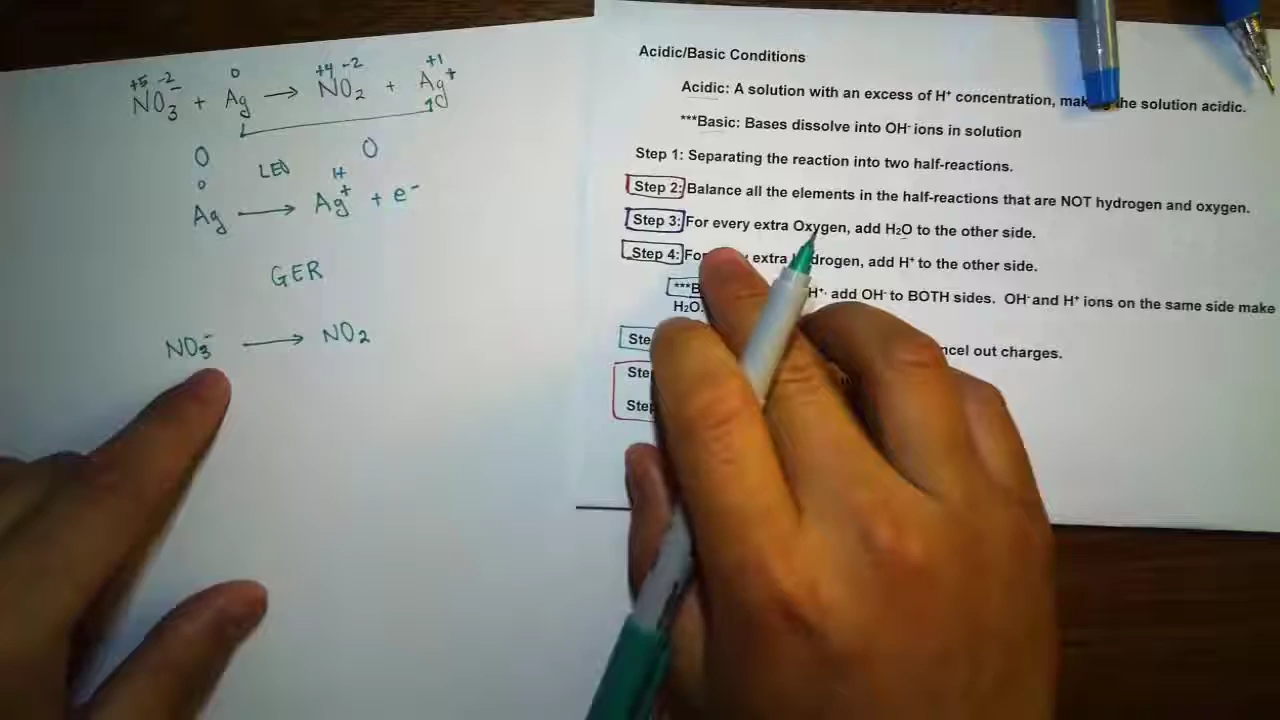 +5 -2 0 +4 -2 +1
NO₃⁻ + Ag → NO₂ + Ag⁺
O LEO O
0 H
Ag → Ag⁺ + e⁻
GER
NO₃⁻ → NO₂
Acidic/Basic Conditions
Acidic: A solution with an excess of H⁺ concentration, the solution acidic.
***Basic: Bases dissolve into OH⁻ ions in solution
Step 1: Separating the reaction into two half-reactions.
Step 2: Balance all the elements in the half-reactions that are NOT hydrogen and oxygen.
Step 3: For every extra Oxygen, add H₂O to the other side.
Step 4: extra add H⁺ to the other side.
H⁺ add OH⁻ to BOTH sides. OH⁻ and H⁺ ions on the same side make
H₂O.
out charges.